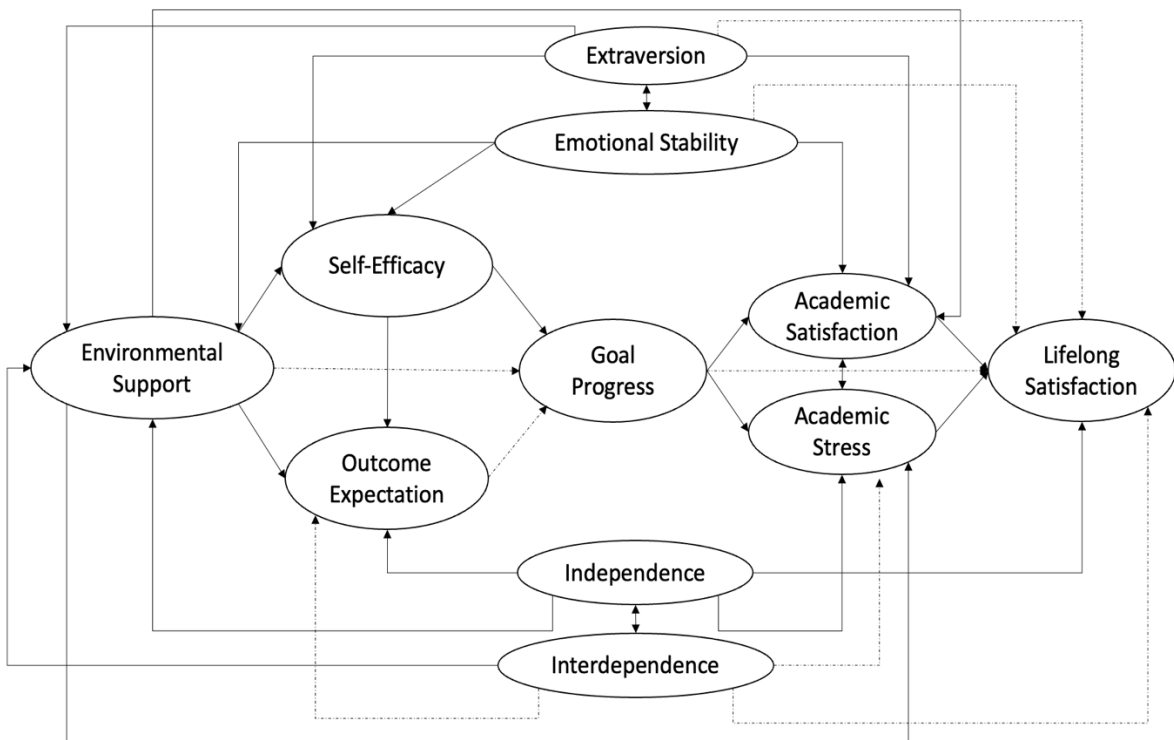 Extraversion
Emotional Stability
Self-Efficacy
Environmental
Support
Goal
Progress
Academic
Satisfaction
Lifelong
Satisfaction
Academic
Stress
Outcome
Expectation
Independence
Interdependence